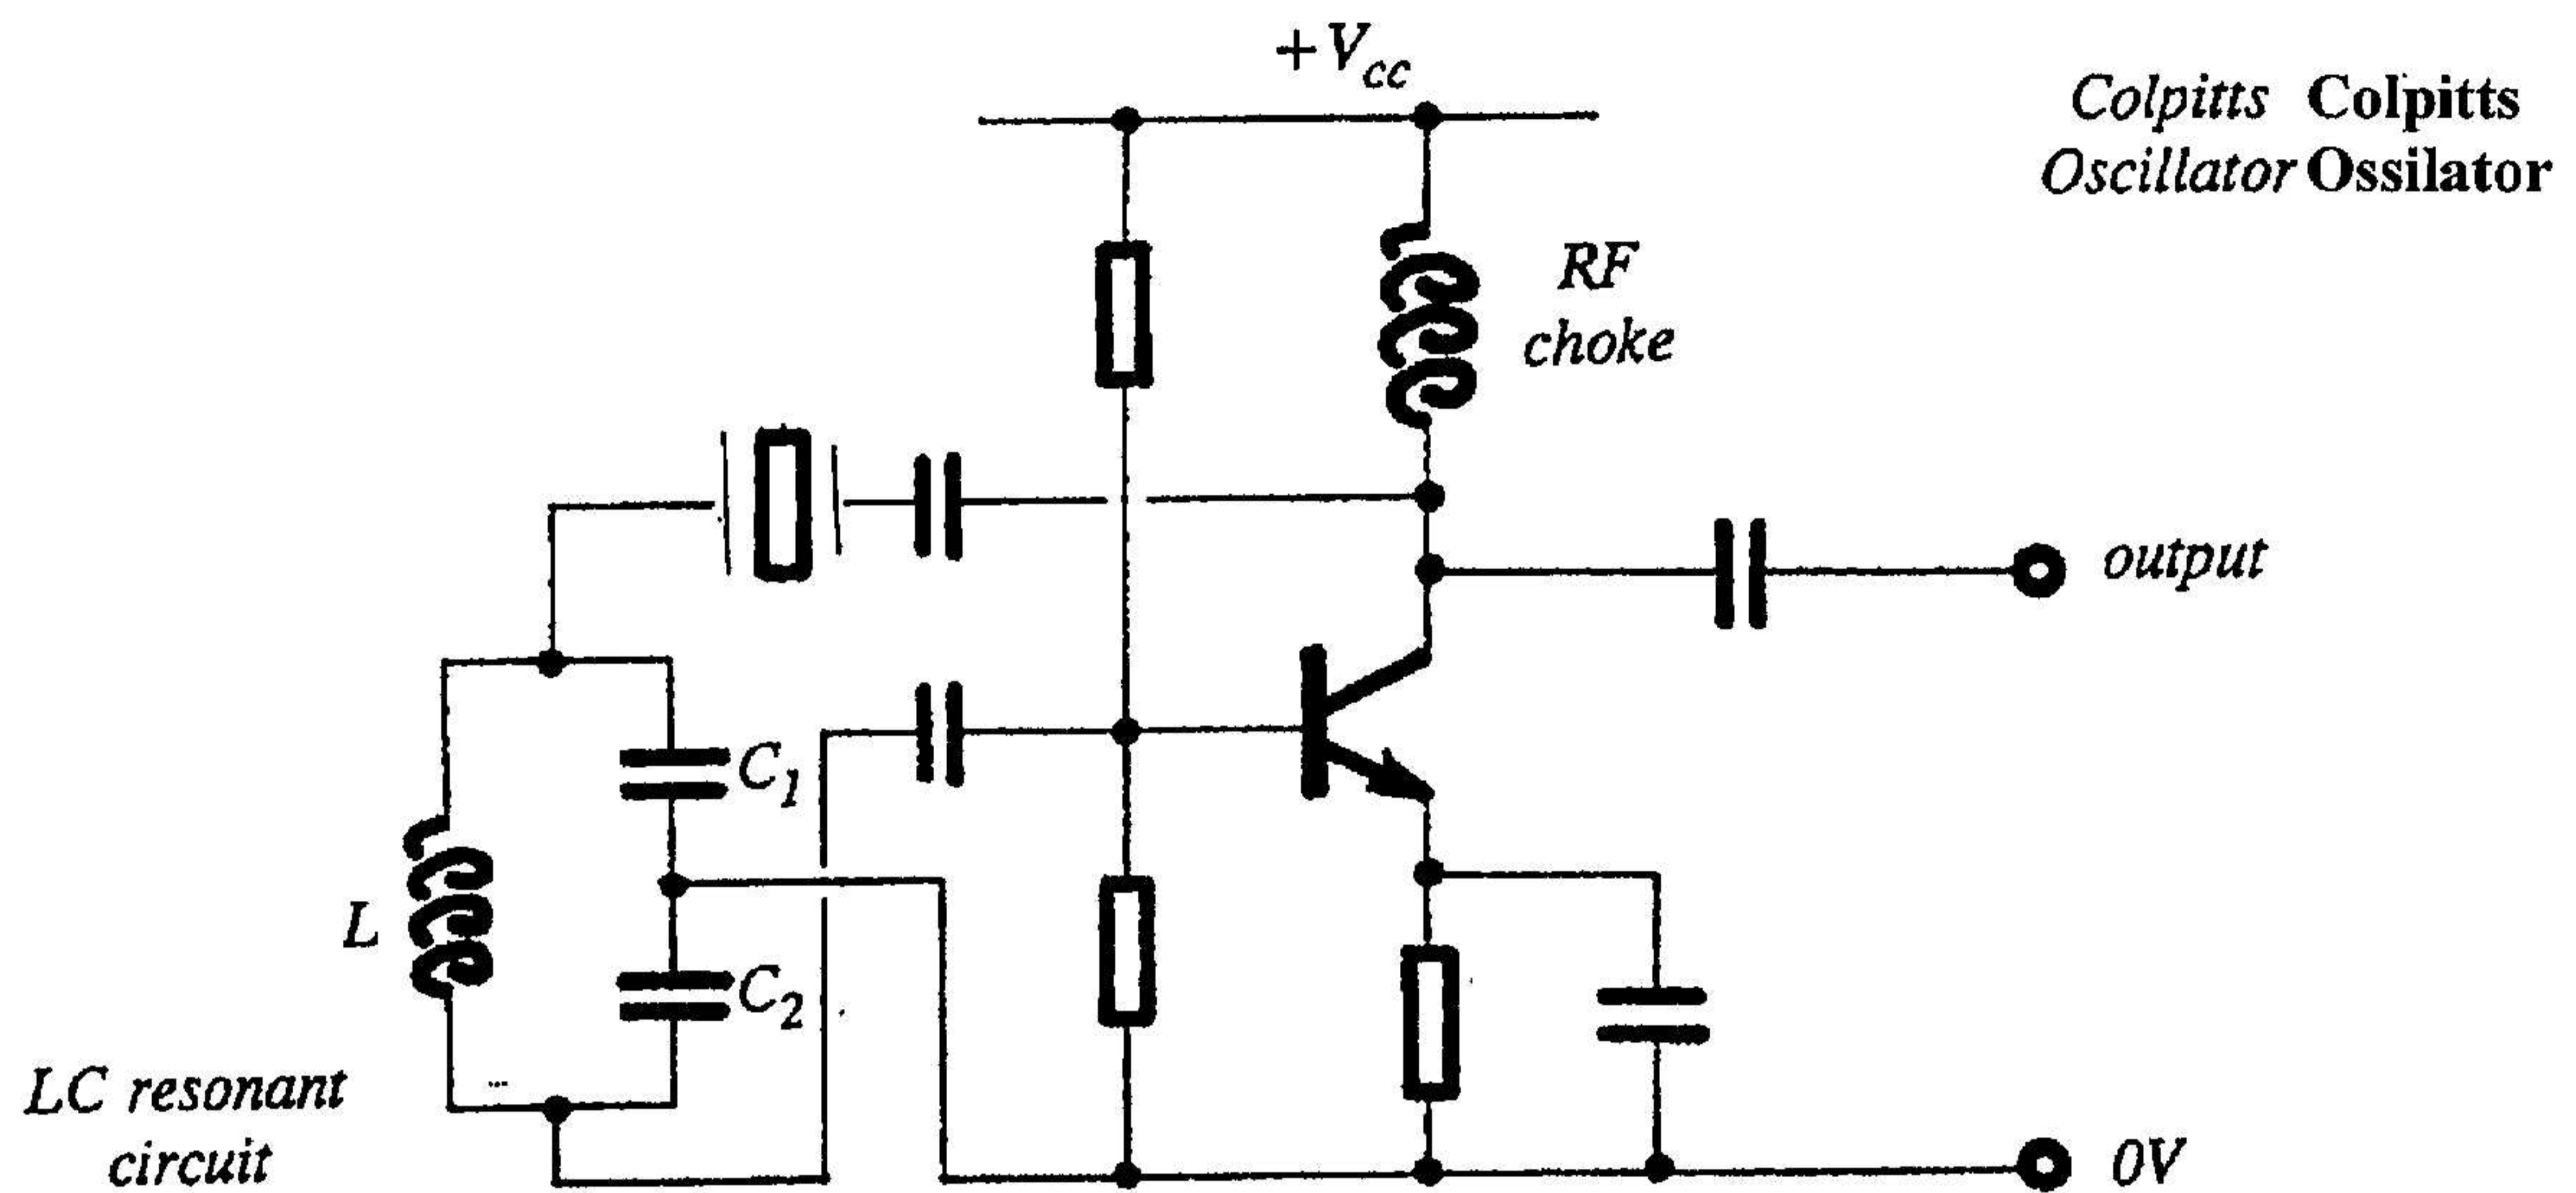 +Vcc
Colpitts Colpitts
Oscillator Ossilator
RF
choke
output
C1
L
C2
LC resonant
circuit
0V